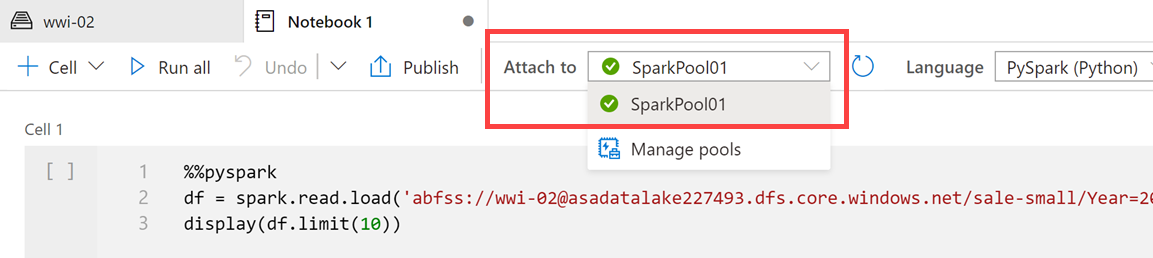 wwi-02 Notebook 1
Cell Run all Undo Publish Attach to SparkPool01 Language PySpark (Python)
SparkPool01
Manage pools
Cell 1
[ ] 1 %%pyspark
2 df = spark.read.load('abfss://wwi-02@asadatalake227493.dfs.core.windows.net/sale-small/Year=20
3 display(df.limit(10))